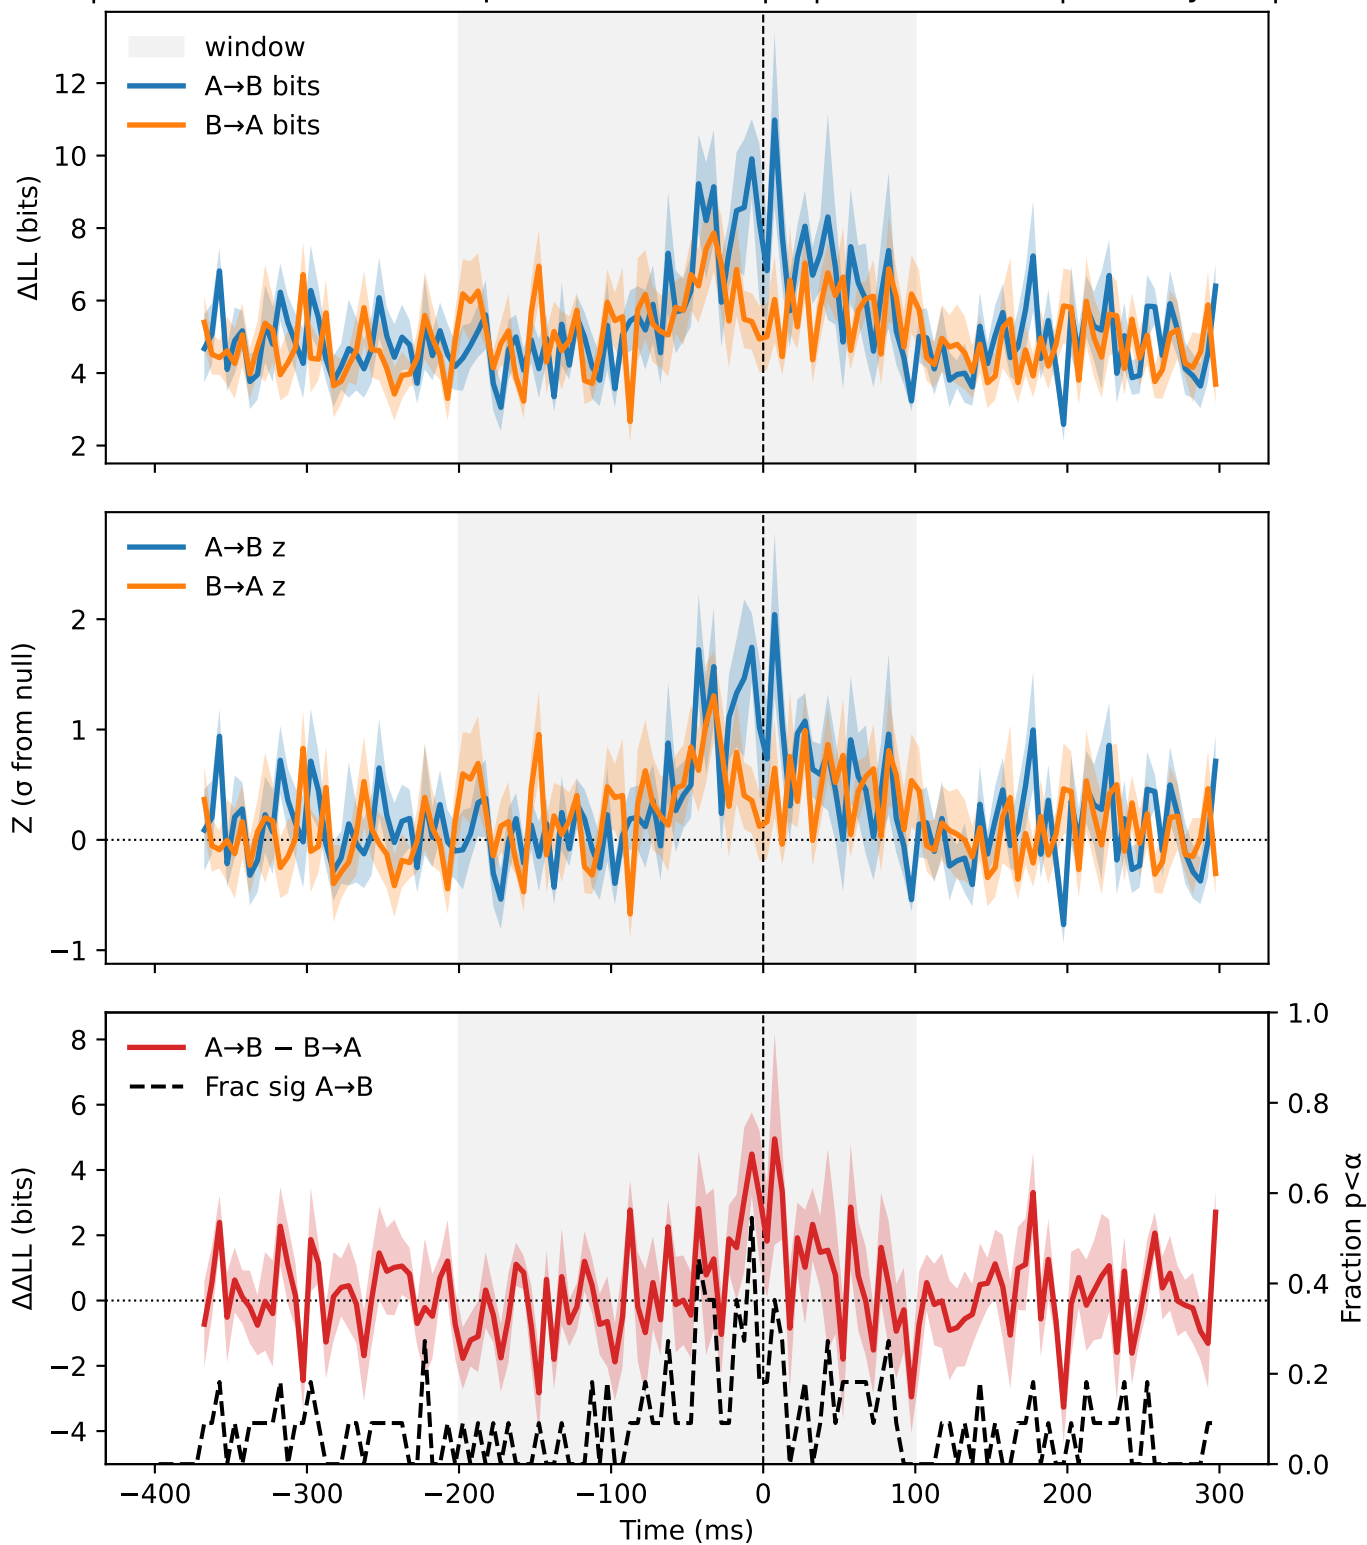 window
A→B bits
B→A bits
ΔLL (bits)
12
10
8
6
4
2
A→B z
B→A z
Z (σ from null)
2
1
0
−1
A→B − B→A
Frac sig A→B
ΔΔLL (bits)
8
6
4
2
0
−2
−4
1.0
0.8
0.6
0.4
0.2
0.0
Fraction p<α
−400 −300 −200 −100 0 100 200 300
Time (ms)